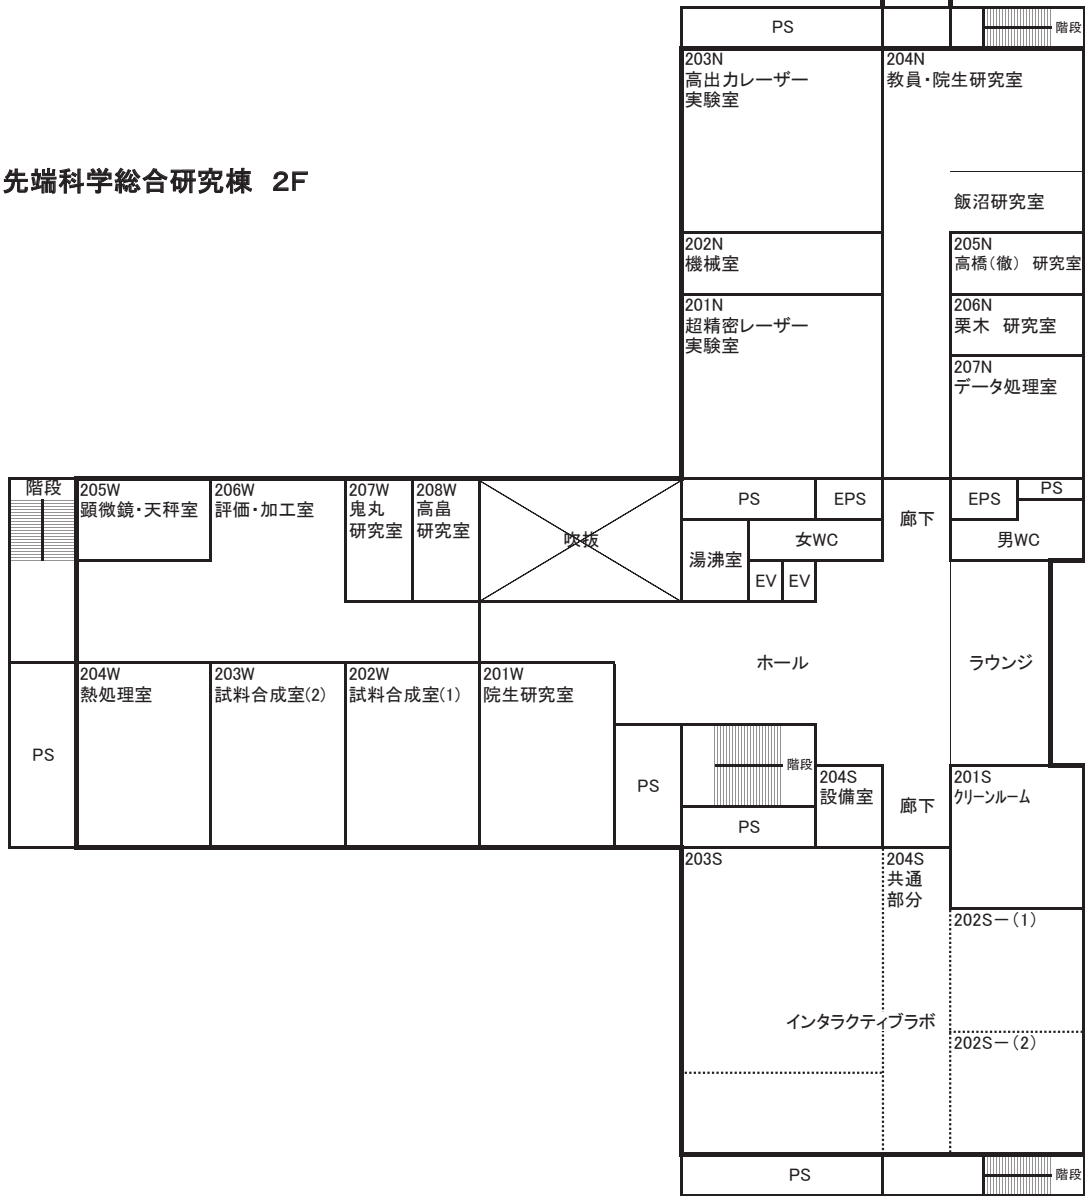 PS
階段
203N
高出力レーザー
実験室
204N
教員・院生研究室
先端科学総合研究棟 2F
飯沼研究室
202N
機械室
205N
高橋(徹) 研究室
201N
超精密レーザー
実験室
206N
栗木 研究室
207N
データ処理室
階段
205W
顕微鏡・天秤室
206W
評価・加工室
207W
鬼丸
研究室
208W
高畠
研究室
吹抜
PS
EPS
廊下
EPS
PS
湯沸室
女WC
男WC
EV
EV
ホール
ラウンジ
204W
熱処理室
203W
試料合成室(2)
202W
試料合成室(1)
201W
院生研究室
PS
PS
階段
PS
204S
設備室
廊下
201S
クリーンルーム
203S
204S
共通
部分
202Sー(1)
インタラクティブラボ
202Sー(2)
PS
階段